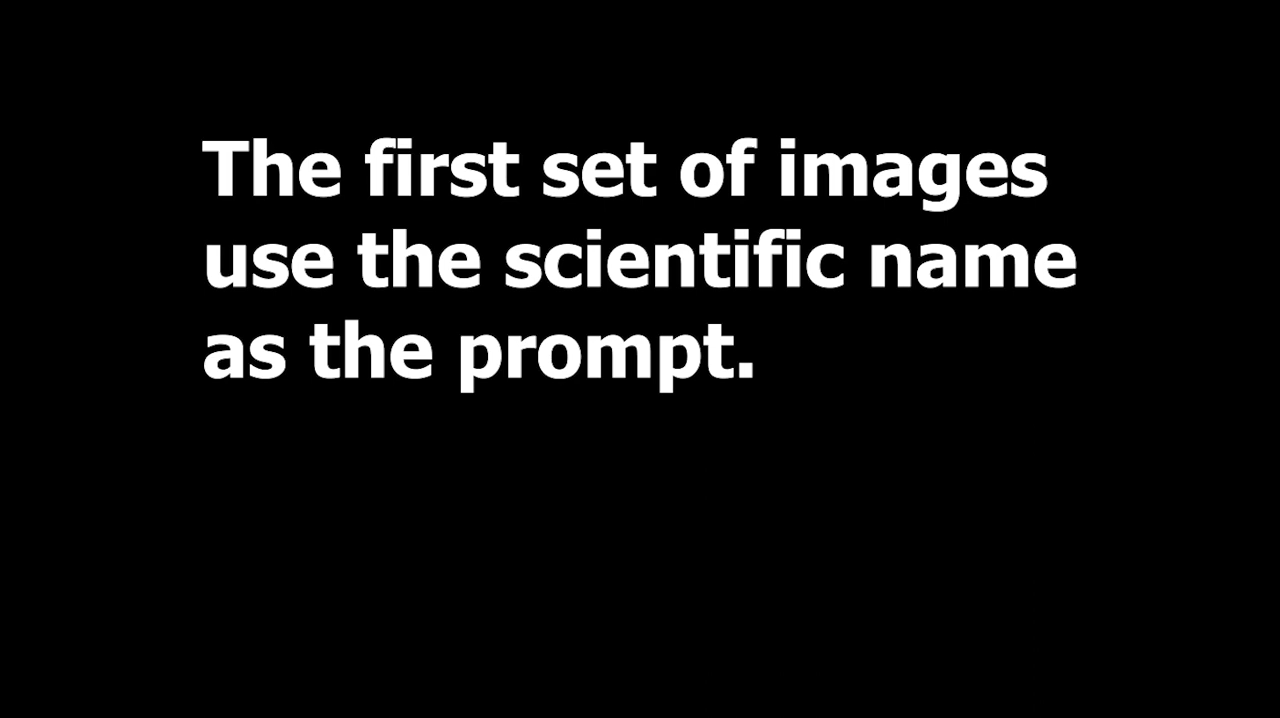 The first set of images
use the scientific name
as the prompt.